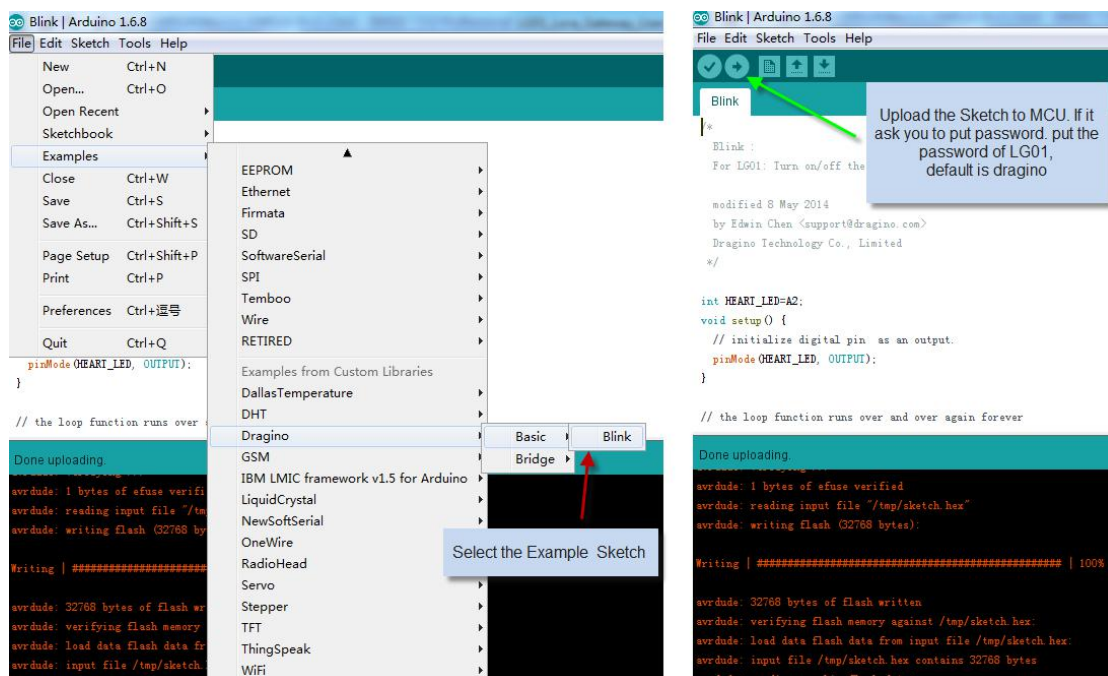 Blink | Arduino 1.6.8
File Edit Sketch Tools Help
New Ctrl+N
Open... Ctrl+O
Open Recent
Sketchbook
Examples
Close Ctrl+W
Save Ctrl+S
Save As... Ctrl+Shift+S
Page Setup Ctrl+Shift+P
Print Ctrl+P
Preferences Ctrl+逗号
Quit Ctrl+Q
EEPROM
Ethernet
Firmata
SD
SoftwareSerial
SPI
Temboo
Wire
RETIRED
Examples from Custom Libraries
DallasTemperature
DHT
Dragino
GSM
IBM LMIC framework v1.5 for Arduino
LiquidCrystal
NewSoftSerial
OneWire
RadioHead
Servo
Stepper
TFT
ThingSpeak
WiFi
Basic
Bridge
Blink
Select the Example Sketch
pinMode(HEART_LED, OUTPUT);
}
// the loop function runs over
Done uploading.
avrdude: 1 bytes of efuse verifi
avrdude: reading input file "/tm
avrdude: writing flash (32768 by
Writing | ######################
avrdude: 32768 bytes of flash wr
avrdude: verifying flash memory
avrdude: load data flash data fr
avrdude: input file /tmp/sketch.
Blink | Arduino 1.6.8
File Edit Sketch Tools Help
Blink
Upload the Sketch to MCU. If it
ask you to put password. put the
password of LG01,
default is dragino
/*
Blink :
For LG01: Turn on/off the
modified 8 May 2014
by Edwin Chen <support@dragino.com>
Dragino Technology Co., Limited
*/
int HEART_LED=A2;
void setup() {
// initialize digital pin as an output.
pinMode(HEART_LED, OUTPUT);
}
// the loop function runs over and over again forever
Done uploading.
avrdude: 1 bytes of efuse verified
avrdude: reading input file "/tmp/sketch.hex"
avrdude: writing flash (32768 bytes):
Writing | ################################################## | 100%
avrdude: 32768 bytes of flash written
avrdude: verifying flash memory against /tmp/sketch.hex:
avrdude: load data flash data from input file /tmp/sketch.hex:
avrdude: input file /tmp/sketch.hex contains 32768 bytes